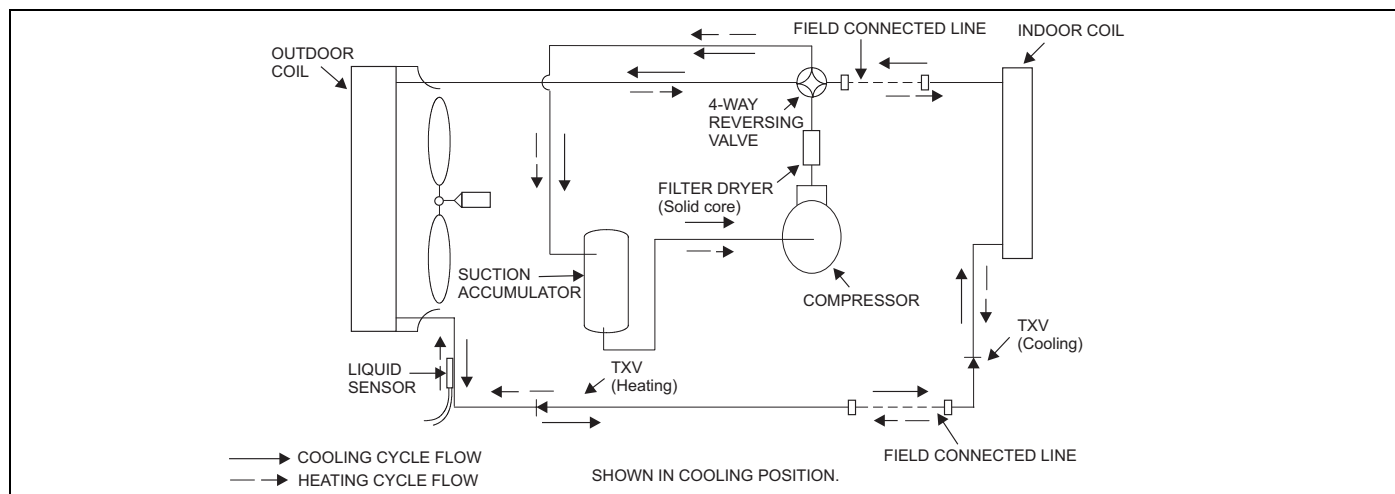 FIELD CONNECTED LINE
INDOOR COIL
OUTDOOR
COIL
4-WAY
REVERSING
VALVE
FILTER DRYER
(Solid core)
SUCTION
ACCUMULATOR
COMPRESSOR
TXV
(Cooling)
LIQUID
SENSOR
TXV
(Heating)
FIELD CONNECTED LINE
COOLING CYCLE FLOW
HEATING CYCLE FLOW
SHOWN IN COOLING POSITION.